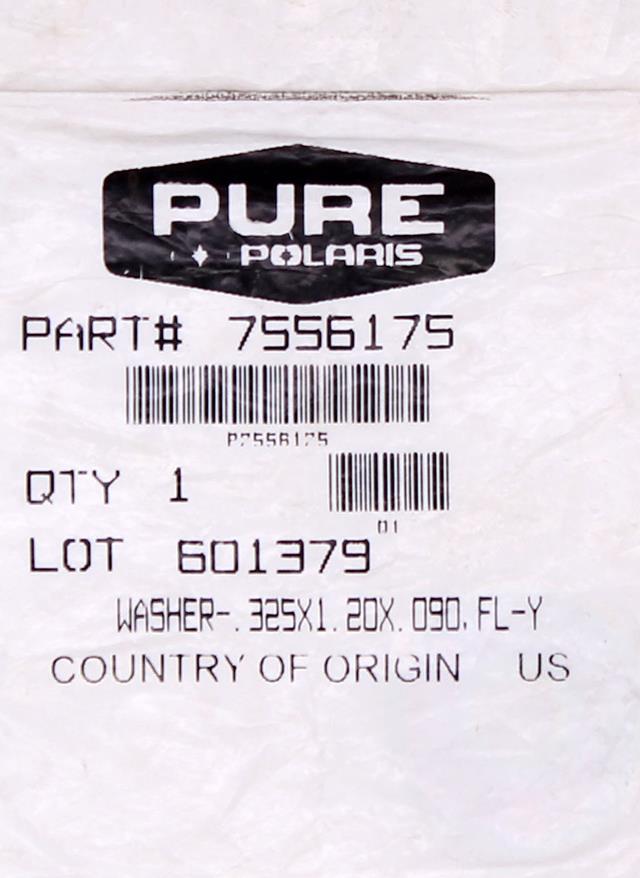 PURE
POLARIS
PART# 7556175
P7556175
QTY 1
01
LOT 601379
WASHER-.325X1.20X.090,FL-Y
COUNTRY OF ORIGIN US